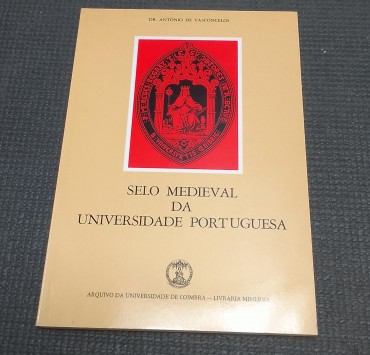 DR. ANTÓNIO DE VASCONCELOS
SELO MEDIEVAL
DA
UNIVERSIDADE PORTUGUESA
ARQUIVO DA UNIVERSIDADE DE COIMBRA — LIVRARIA MINERVA